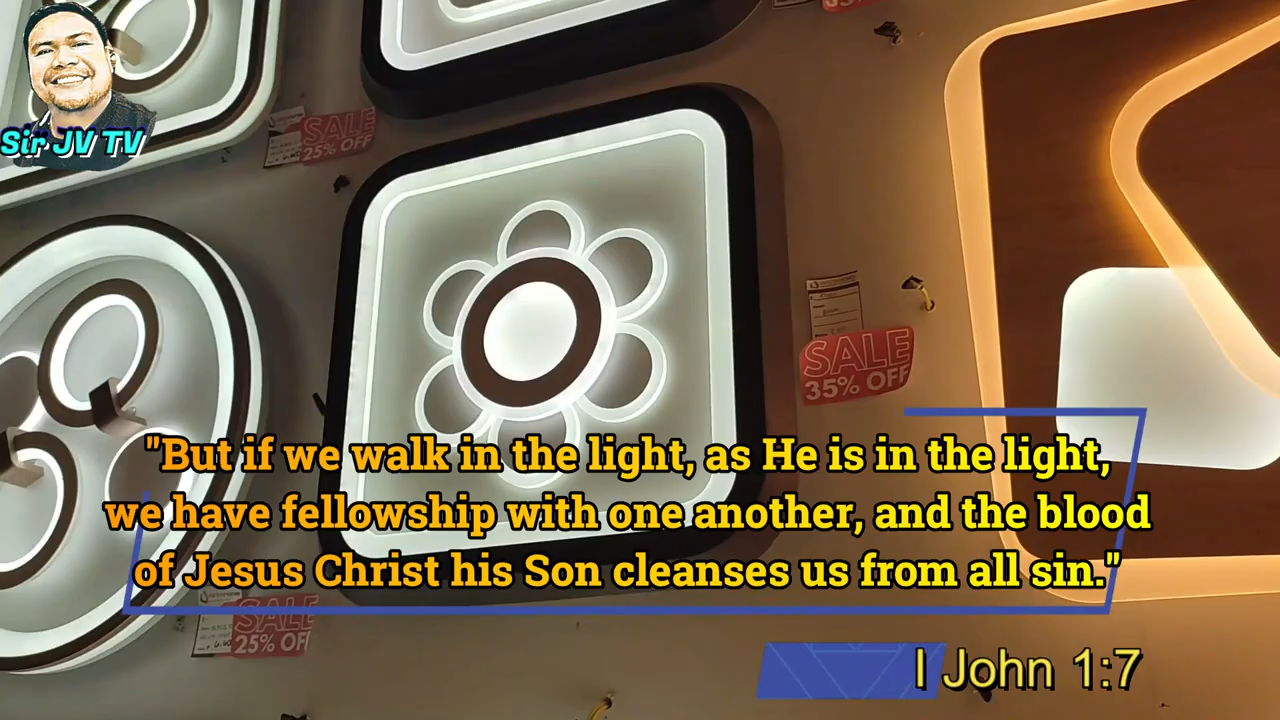 Sir JV TV
SALE
25% OFF
SALE
35% OFF
"But if we walk in the light, as He is in the light,
we have fellowship with one another, and the blood
of Jesus Christ his Son cleanses us from all sin."
SALE
25% OFF
I John 1:7